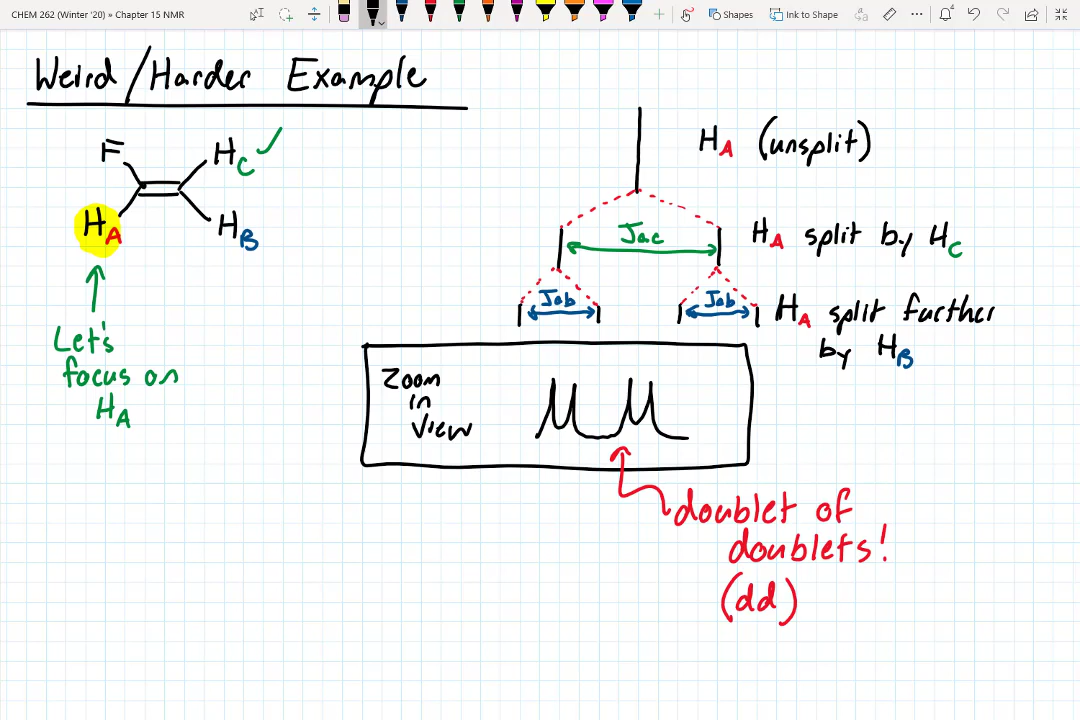 CHEM 262 (Winter '20) » Chapter 15 NMR
Shapes
Ink to Shape
Weird/Harder Example
F
HC ✓
HA
HB
Let's
focus on
HA
HA (unsplit)
Jac
HA split by HC
Jab
Jab
HA split further
by HB
Zoom
in
View
doublet of
doublets!
(dd)